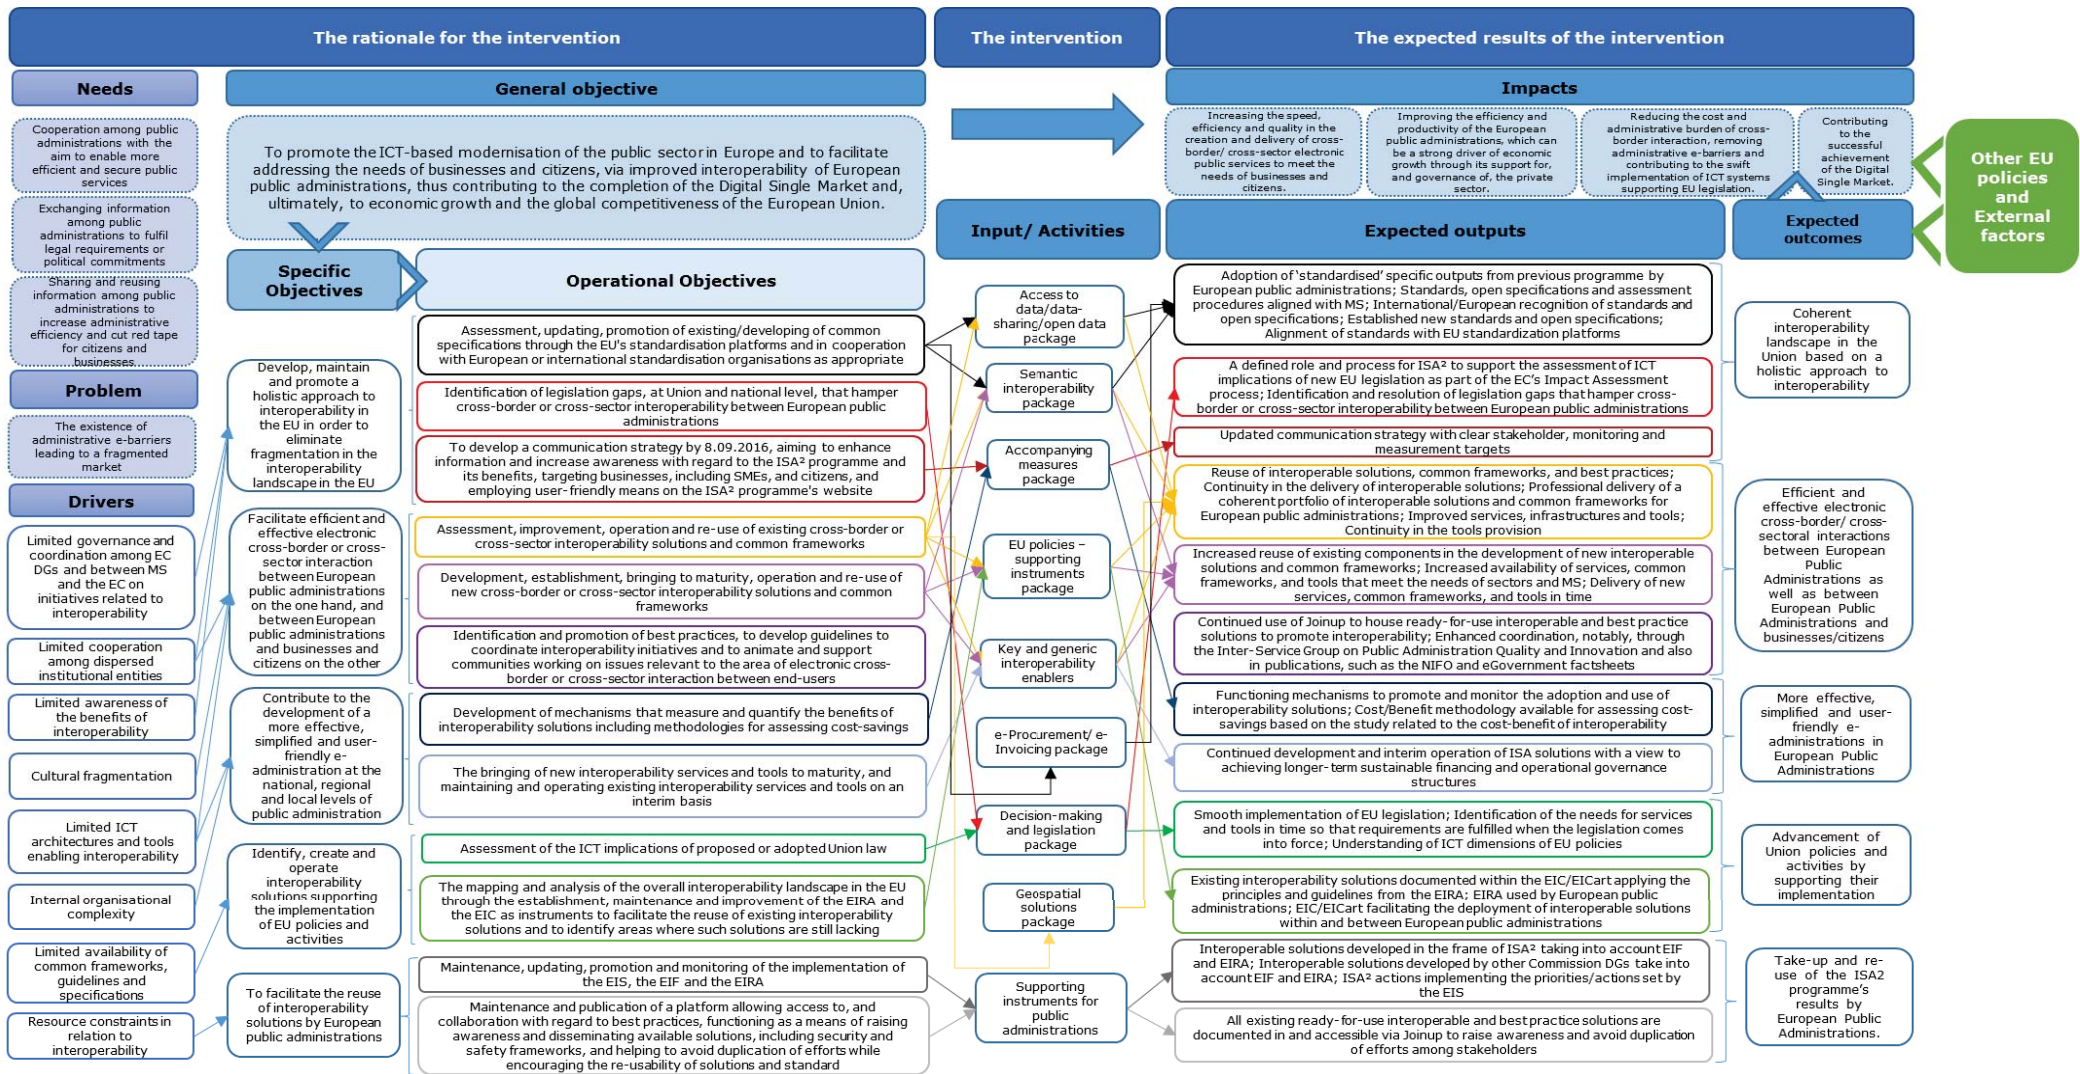 The rationale for the intervention
The intervention
The expected results of the intervention
Needs
General objective
Impacts
Cooperation among public
administrations with the
aim to enable more
efficient and secure public
services
Exchanging information
among public
administrations to fulfil
legal requirements or
political commitments
Sharing and reusing
information among public
administrations to
increase administrative
efficiency and cut red tape
for citizens and
businesses
Problem
The existence of
administrative e-barriers
leading to a fragmented
market
Drivers
Limited governance and
coordination among EC
DGs and between MS
and the EC on
initiatives related to
interoperability
Limited cooperation
among dispersed
institutional entities
Limited awareness of
the benefits of
interoperability
Cultural fragmentation
Limited ICT
architectures and tools
enabling interoperability
Internal organisational
complexity
Limited availability of
common frameworks,
guidelines and
specifications
Resource constraints in
relation to
interoperability
To promote the ICT-based modernisation of the public sector in Europe and to facilitate
addressing the needs of businesses and citizens, via improved interoperability of European
public administrations, thus contributing to the completion of the Digital Single Market and,
ultimately, to economic growth and the global competitiveness of the European Union.
Specific
Objectives
Operational Objectives
Develop, maintain
and promote a
holistic approach to
interoperability in
the EU in order to
eliminate
fragmentation in the
interoperability
landscape in the EU
Facilitate efficient and
effective electronic
cross-border or cross-
sector interaction
between European
public administrations
on the one hand, and
between European
public administrations
and businesses and
citizens on the other
Contribute to the
development of a
more effective,
simplified and user-
friendly e-
administration at the
national, regional
and local levels of
public administration
Identify, create and
operate
interoperability
solutions supporting
the implementation
of EU policies and
activities
To facilitate the reuse
of interoperability
solutions by European
public administrations
Assessment, updating, promotion of existing/developing of common
specifications through the EU's standardisation platforms and in cooperation
with European or international standardisation organisations as appropriate
Identification of legislation gaps, at Union and national level, that hamper
cross-border or cross-sector interoperability between European public
administrations
To develop a communication strategy by 8.09.2016, aiming to enhance
information and increase awareness with regard to the ISA² programme and
its benefits, targeting businesses, including SMEs, and citizens, and
employing user-friendly means on the ISA² programme's website
Assessment, improvement, operation and re-use of existing cross-border or
cross-sector interoperability solutions and common frameworks
Development, establishment, bringing to maturity, operation and re-use of
new cross-border or cross-sector interoperability solutions and common
frameworks
Identification and promotion of best practices, to develop guidelines to
coordinate interoperability initiatives and to animate and support
communities working on issues relevant to the area of electronic cross-
border or cross-sector interaction between end-users
Development of mechanisms that measure and quantify the benefits of
interoperability solutions including methodologies for assessing cost-savings
The bringing of new interoperability services and tools to maturity, and
maintaining and operating existing interoperability services and tools on an
interim basis
Assessment of the ICT implications of proposed or adopted Union law
The mapping and analysis of the overall interoperability landscape in the EU
through the establishment, maintenance and improvement of the EIRA and
the EIC as instruments to facilitate the reuse of existing interoperability
solutions and to identify areas where such solutions are still lacking
Maintenance, updating, promotion and monitoring of the implementation of
the EIS, the EIF and the EIRA
Maintenance and publication of a platform allowing access to, and
collaboration with regard to best practices, functioning as a means of raising
awareness and disseminating available solutions, including security and
safety frameworks, and helping to avoid duplication of efforts while
encouraging the re-usability of solutions and standard
Input/ Activities
Access to
data/data-
sharing/open data
package
Semantic
interoperability
package
Accompanying
measures package
EU policies –
supporting
instruments
package
Key and generic
interoperability
enablers
e-Procurement/ e-
Invoicing package
Decision-making
and legislation
package
Geospatial
solutions
package
Supporting
instruments for
public
administrations
Increasing the speed,
efficiency and quality in the
creation and delivery of cross-
border/ cross-sector electronic
public services to meet the
needs of businesses and
citizens.
Improving the efficiency and
productivity of the European
public administrations, which can
be a strong driver of economic
growth through its support for,
and governance of, the private
sector.
Reducing the cost and
administrative burden of cross-
border interaction, removing
administrative e-barriers and
contributing to the swift
implementation of ICT systems
supporting EU legislation.
Contributing
to the
successful
achievement
of the Digital
Single Market.
Expected outputs
Expected
outcomes
Adoption of ‘standardised’ specific outputs from previous programme by
European public administrations; Standards, open specifications and assessment
procedures aligned with MS; International/European recognition of standards and
open specifications; Established new standards and open specifications;
Alignment of standards with EU standardization platforms
A defined role and process for ISA² to support the assessment of ICT
implications of new EU legislation as part of the EC’s Impact Assessment
process; Identification and resolution of legislation gaps that hamper cross-
border or cross-sector interoperability between European public administrations
Updated communication strategy with clear stakeholder, monitoring and
measurement targets
Reuse of interoperable solutions, common frameworks, and best practices;
Continuity in the delivery of interoperable solutions; Professional delivery of a
coherent portfolio of interoperable solutions and common frameworks for
European public administrations; Improved services, infrastructures and tools;
Continuity in the tools provision
Increased reuse of existing components in the development of new interoperable
solutions and common frameworks; Increased availability of services, common
frameworks, and tools that meet the needs of sectors and MS; Delivery of new
services, common frameworks, and tools in time
Continued use of Joinup to house ready-for-use interoperable and best practice
solutions to promote interoperability; Enhanced coordination, notably, through
the Inter-Service Group on Public Administration Quality and Innovation and also
in publications, such as the NIFO and eGovernment factsheets
Functioning mechanisms to promote and monitor the adoption and use of
interoperability solutions; Cost/Benefit methodology available for assessing cost-
savings based on the study related to the cost-benefit of interoperability
Continued development and interim operation of ISA solutions with a view to
achieving longer-term sustainable financing and operational governance
structures
Smooth implementation of EU legislation; Identification of the needs for services
and tools in time so that requirements are fulfilled when the legislation comes
into force; Understanding of ICT dimensions of EU policies
Existing interoperability solutions documented within the EIC/EICart applying the
principles and guidelines from the EIRA; EIRA used by European public
administrations; EIC/EICart facilitating the deployment of interoperable solutions
within and between European public administrations
Interoperable solutions developed in the frame of ISA² taking into account EIF
and EIRA; Interoperable solutions developed by other Commission DGs take into
account EIF and EIRA; ISA² actions implementing the priorities/actions set by
the EIS
All existing ready-for-use interoperable and best practice solutions are
documented in and accessible via Joinup to raise awareness and avoid duplication
of efforts among stakeholders
Coherent
interoperability
landscape in the
Union based on a
holistic approach to
interoperability
Efficient and
effective electronic
cross-border/ cross-
sectoral interactions
between European
Public
Administrations as
well as between
European Public
Administrations and
businesses/citizens
More effective,
simplified and user-
friendly e-
administrations in
European Public
Administrations
Advancement of
Union policies and
activities by
supporting their
implementation
Take-up and re-
use of the ISA2
programme’s
results by
European Public
Administrations.
Other EU
policies
and
External
factors